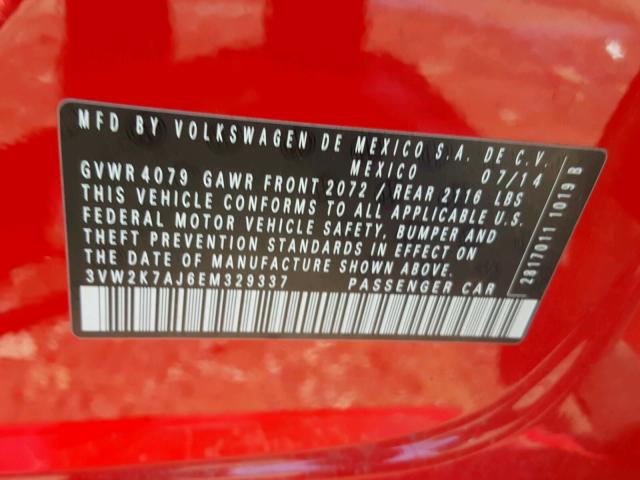 MFD BY VOLKSWAGEN DE MEXICO S.A. DE C.V.
MEXICO 07/14
GVWR 4079 GAWR FRONT 2072 / REAR 2116 LBS
THIS VEHICLE CONFORMS TO ALL APPLICABLE U.S.
FEDERAL MOTOR VEHICLE SAFETY, BUMPER AND
THEFT PREVENTION STANDARDS IN EFFECT ON
THE DATE OF MANUFACTURE SHOWN ABOVE.
3VW2K7AJ6EM329337 PASSENGER CAR
2817011 1019 B